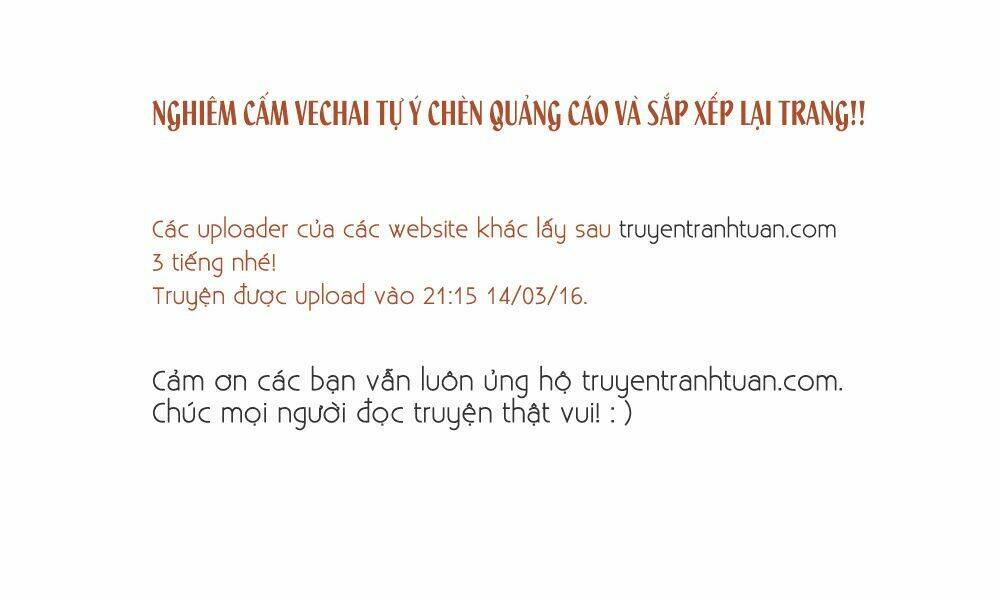 NGHIÊM CẤM VECHAI TỰ Ý CHÈN QUẢNG CÁO VÀ SẮP XẾP LẠI TRANG!!
Các uploader của các website khác lấy sau truyentranhtuan.com
3 tiếng nhé!
Truyện được upload vào 21:15 14/03/16.
Cảm ơn các bạn vẫn luôn ủng hộ truyentranhtuan.com.
Chúc mọi người đọc truyện thật vui! : )